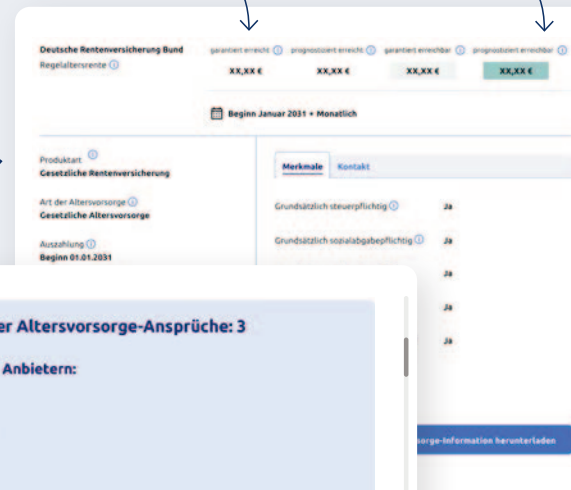 Deutsche Rentenversicherung Bund
Regelaltersrente
garantiert erreicht prognostiziert erreicht garantiert erreichbar prognostiziert erreichbar
XX,XX € XX,XX € XX,XX € XX,XX €
Beginn Januar 2031 • Monatlich
Produktart
Gesetzliche Rentenversicherung
Art der Altersvorsorge
Gesetzliche Altersvorsorge
Auszahlung
Beginn 01.01.2031
Merkmale Kontakt
Grundsätzlich steuerpflichtig Ja
Grundsätzlich sozialabgabepflichtig Ja
Ja
Ja
Ja
er Altersvorsorge-Ansprüche: 3
Anbietern:
sorge-Information herunterladen